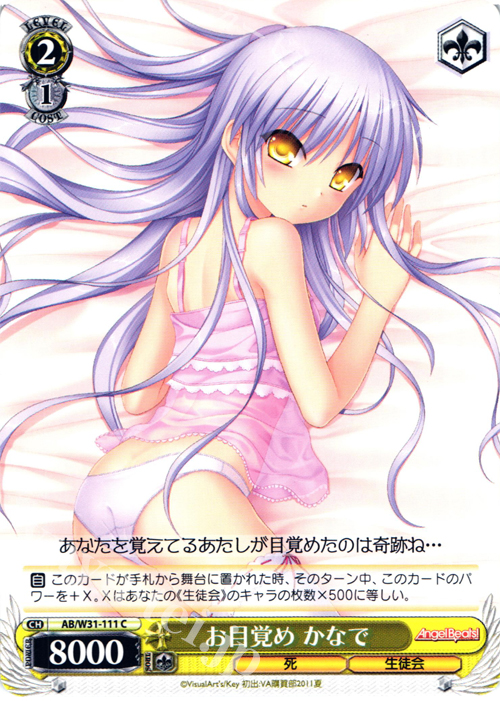 LEVEL
2
1
COST
あなたを覚えてるあたしが目覚めたのは奇跡ね…
自 このカードが手札から舞台に置かれた時、そのターン中、このカードのパ
ワーを＋X。Xはあなたの《生徒会》のキャラの枚数×500に等しい。
CH AB/W31-111 C
お目覚め かなで
Angel Beats!
POWER
8000
SOUL
死
生徒会
©VisualArt's/Key 初出:VA購買部2011夏